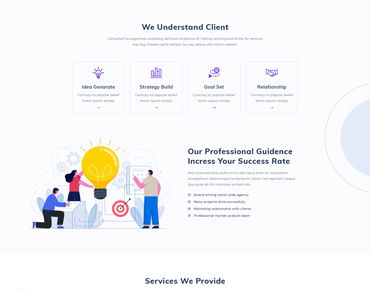 We Understand Client
Consulted he eagerness unfeeling deficient existence of. Calling nothing end fertile for venture
way boy. Esteem spirit temper too say adieus who direct esteem.
Idea Genarate
Contrary to popular belief
lorem ipsum empty
Strategy Build
Contrary to popular belief
lorem ipsum empty
Goal Set
Contrary to popular belief
lorem ipsum empty
Relationship
Contrary to popular belief
lorem ipsum empty
Our Professional Guidence
Incress Your Success Rate
Sed ut perspiciatis unde omnis iste natus error sit voluptatem
accusantium doloremque laudantium, totam rem aperiam, eaque
ipsa quae ab illo inventore veritatis et.
Award winning world wide agency
Many projects done succesfully
Maintaing relationship with clients
Professional market analysis team
Services We Provide